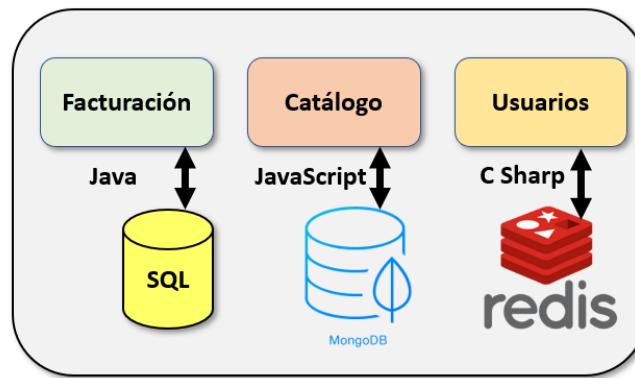 Facturación
Catálogo
Usuarios
Java
JavaScript
C Sharp
SQL
MongoDB
redis